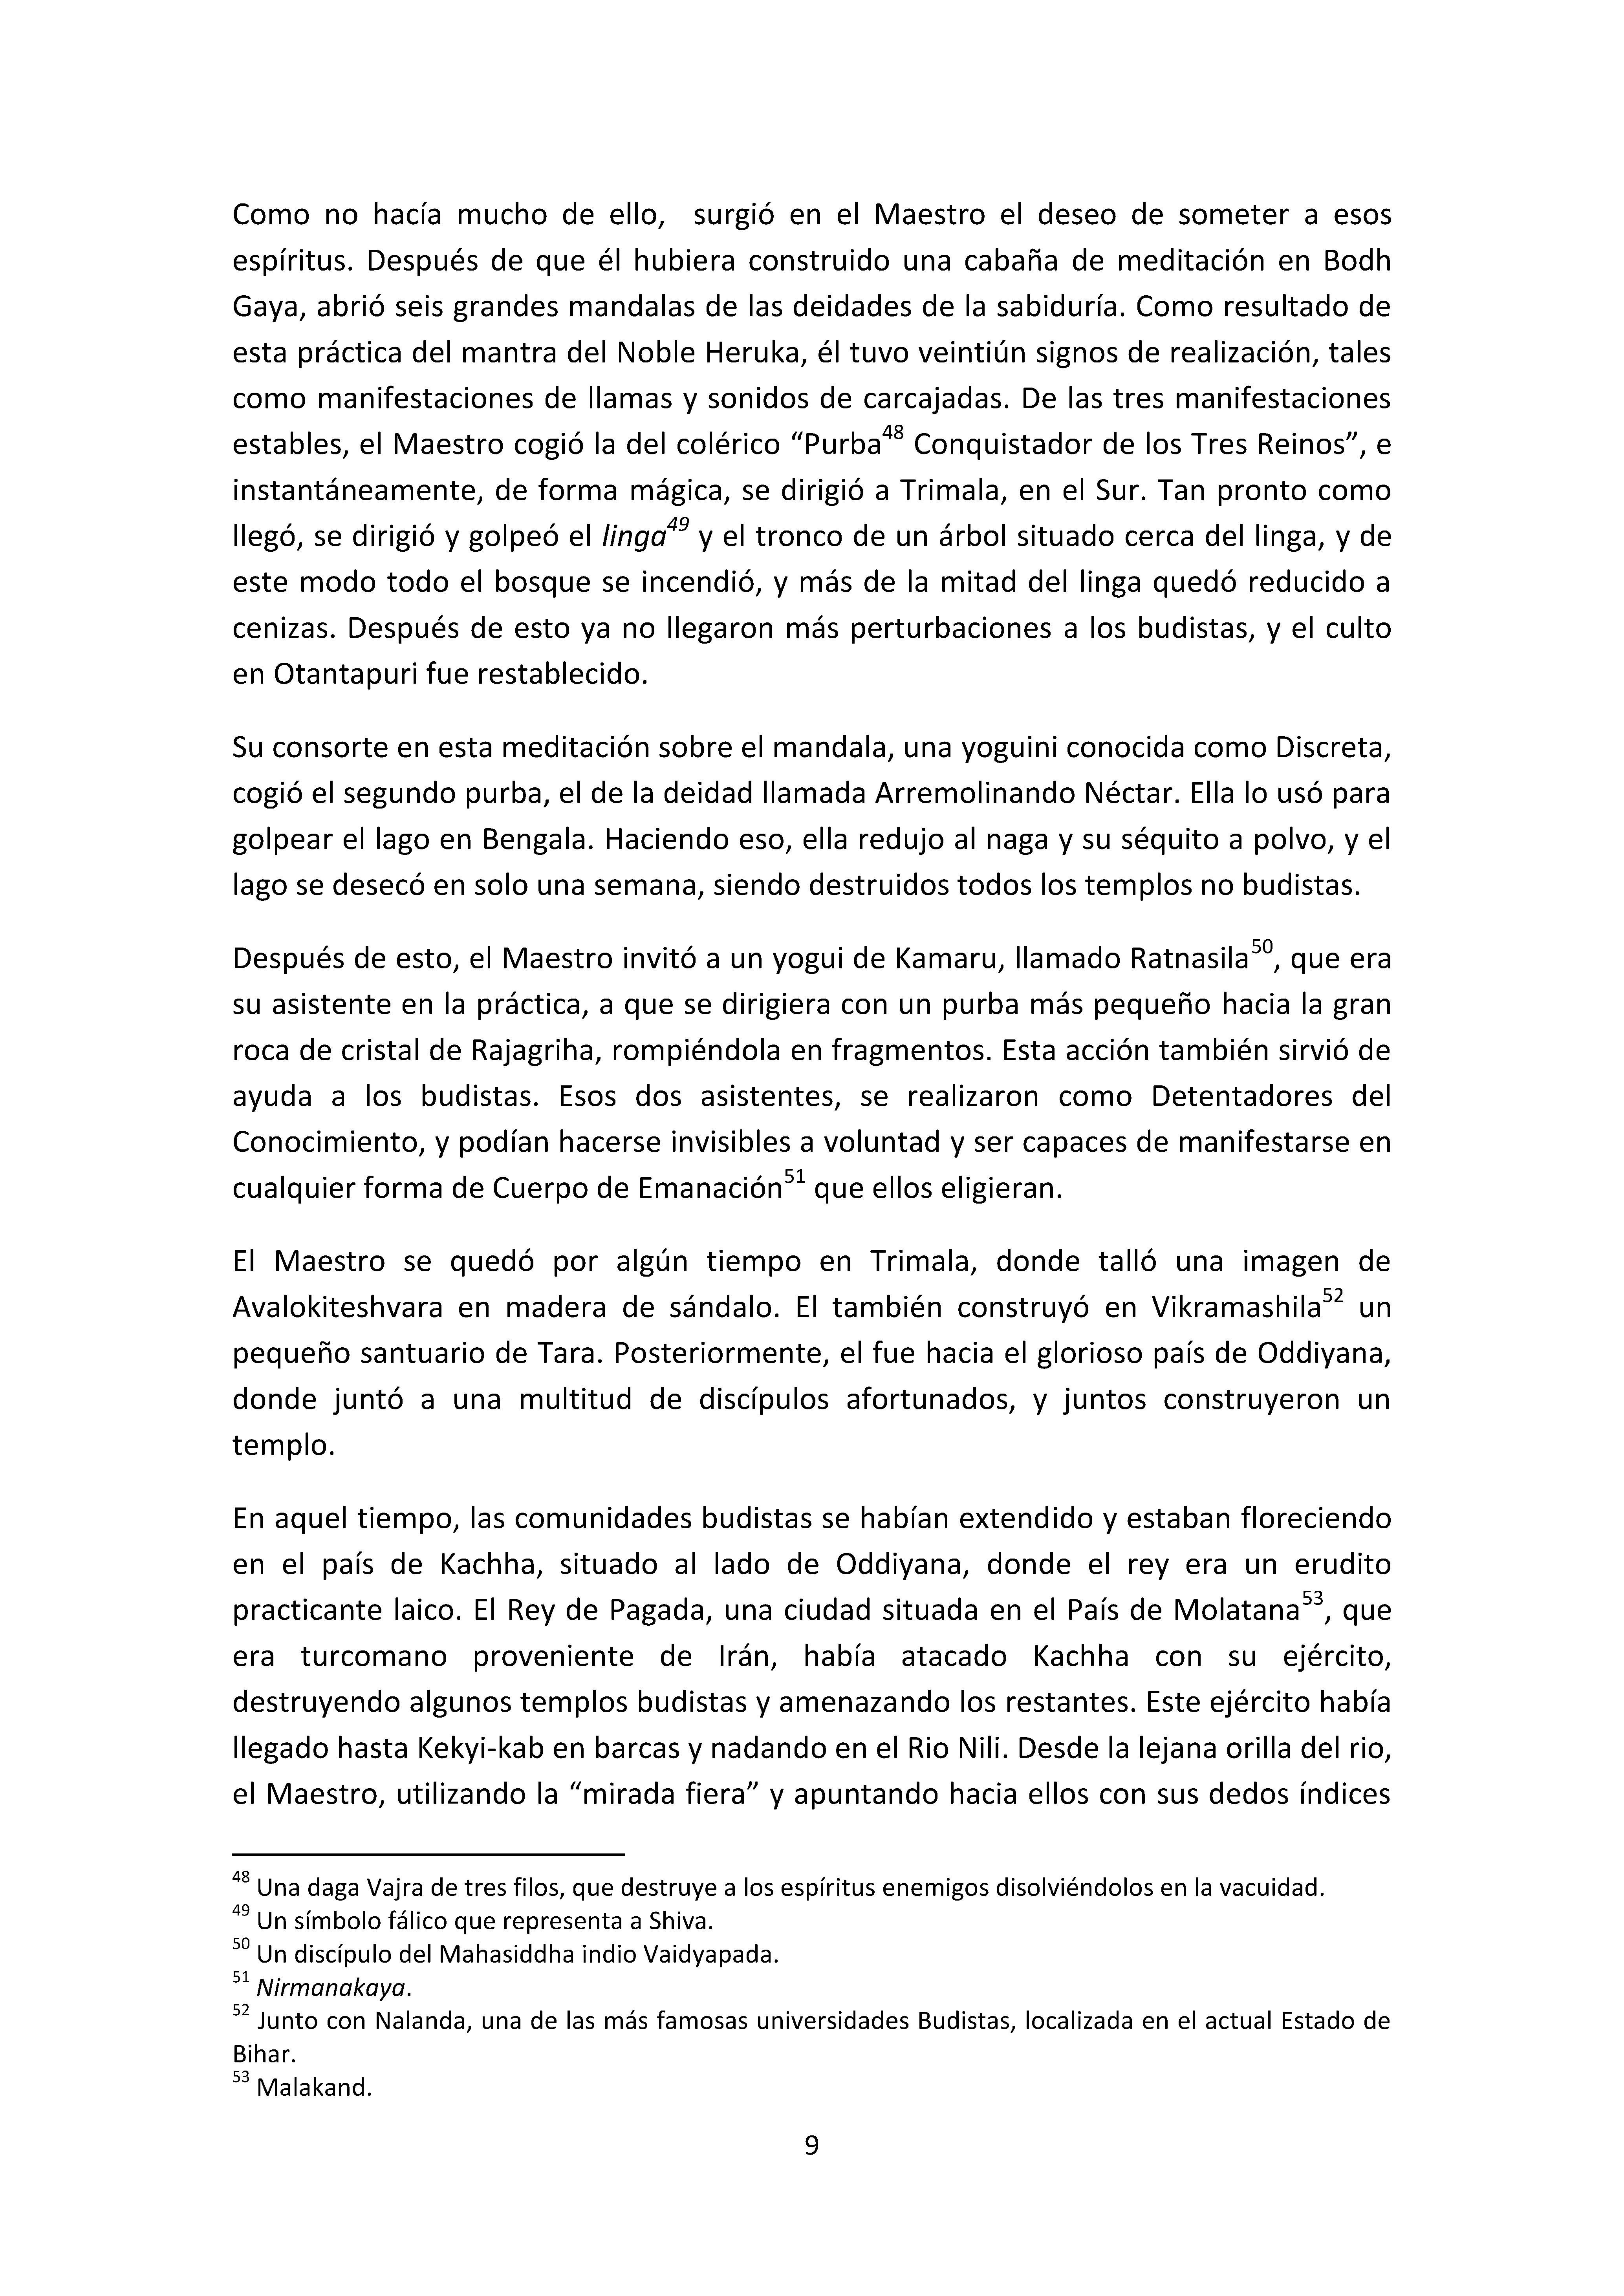 Como no hacía mucho de ello,  surgió en el Maestro el deseo de someter a esos
espíritus. Después de que él hubiera construido una cabaña de meditación en Bodh
Gaya, abrió seis grandes mandalas de las deidades de la sabiduría. Como resultado de
esta práctica del mantra del Noble Heruka, él tuvo veintiún signos de realización, tales
como manifestaciones de llamas y sonidos de carcajadas. De las tres manifestaciones
estables, el Maestro cogió la del colérico “Purba48 Conquistador de los Tres Reinos”, e
instantáneamente, de forma mágica, se dirigió a Trimala, en el Sur. Tan pronto como
llegó, se dirigió y golpeó el linga49 y el tronco de un árbol situado cerca del linga, y de
este modo todo el bosque se incendió, y más de la mitad del linga quedó reducido a
cenizas. Después de esto ya no llegaron más perturbaciones a los budistas, y el culto
en Otantapuri fue restablecido.
Su consorte en esta meditación sobre el mandala, una yoguini conocida como Discreta,
cogió el segundo purba, el de la deidad llamada Arremolinando Néctar. Ella lo usó para
golpear el lago en Bengala. Haciendo eso, ella redujo al naga y su séquito a polvo, y el
lago se desecó en solo una semana, siendo destruidos todos los templos no budistas.
Después de esto, el Maestro invitó a un yogui de Kamaru, llamado Ratnasila50, que era
su asistente en la práctica, a que se dirigiera con un purba más pequeño hacia la gran
roca de cristal de Rajagriha, rompiéndola en fragmentos. Esta acción también sirvió de
ayuda a los budistas. Esos dos asistentes, se realizaron como Detentadores del
Conocimiento, y podían hacerse invisibles a voluntad y ser capaces de manifestarse en
cualquier forma de Cuerpo de Emanación51 que ellos eligieran.
El Maestro se quedó por algún tiempo en Trimala, donde talló una imagen de
Avalokiteshvara en madera de sándalo. El también construyó en Vikramashila52 un
pequeño santuario de Tara. Posteriormente, el fue hacia el glorioso país de Oddiyana,
donde juntó a una multitud de discípulos afortunados, y juntos construyeron un
templo.
En aquel tiempo, las comunidades budistas se habían extendido y estaban floreciendo
en el país de Kachha, situado al lado de Oddiyana, donde el rey era un erudito
practicante laico. El Rey de Pagada, una ciudad situada en el País de Molatana53, que
era turcomano proveniente de Irán, había atacado Kachha con su ejército,
destruyendo algunos templos budistas y amenazando los restantes. Este ejército había
llegado hasta Kekyi-kab en barcas y nadando en el Rio Nili. Desde la lejana orilla del rio,
el Maestro, utilizando la “mirada fiera” y apuntando hacia ellos con sus dedos índices
48 Una daga Vajra de tres filos, que destruye a los espíritus enemigos disolviéndolos en la vacuidad.
49 Un símbolo fálico que representa a Shiva.
50 Un discípulo del Mahasiddha indio Vaidyapada.
51 Nirmanakaya.
52 Junto con Nalanda, una de las más famosas universidades Budistas, localizada en el actual Estado de
Bihar.
53 Malakand.
9